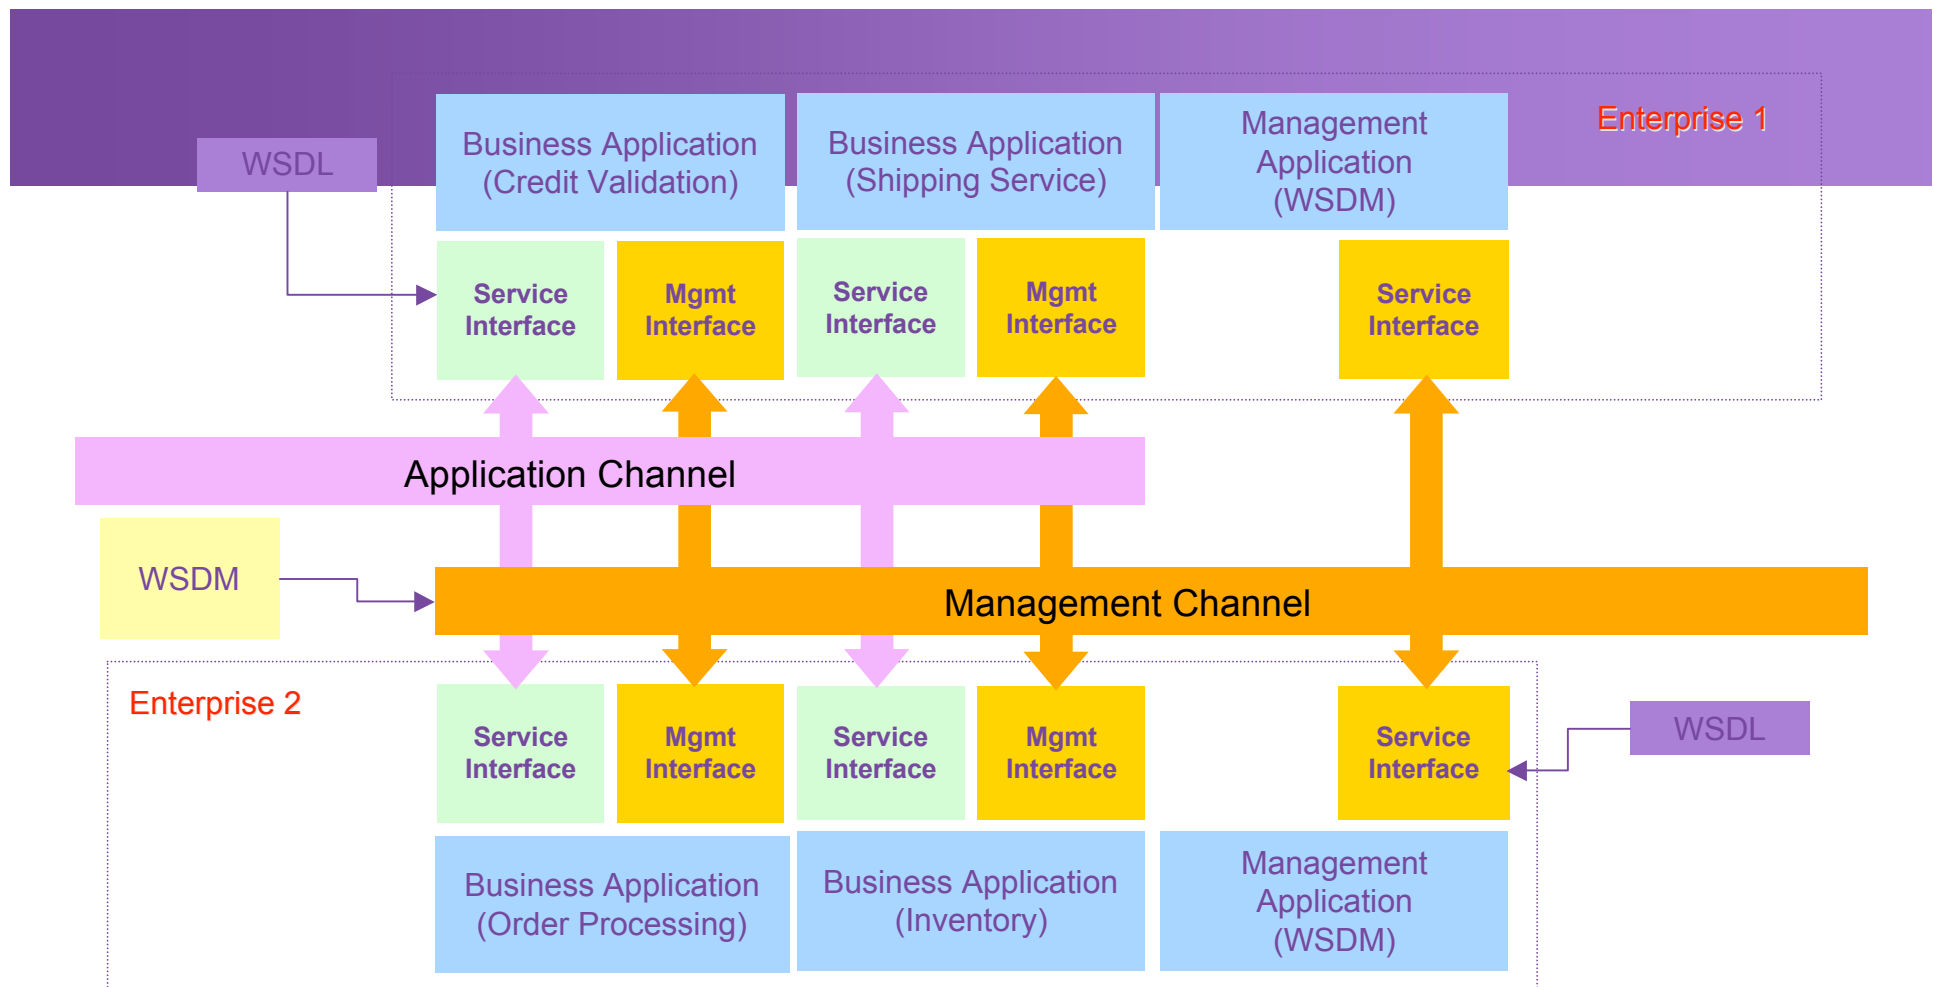 Enterprise 1
WSDL
Business Application
(Credit Validation)
Business Application
(Shipping Service)
Management
Application
(WSDM)
Service
Interface
Mgmt
Interface
Service
Interface
Mgmt
Interface
Service
Interface
Application Channel
WSDM
Management Channel
Enterprise 2
Service
Interface
Mgmt
Interface
Service
Interface
Mgmt
Interface
Service
Interface
WSDL
Business Application
(Order Processing)
Business Application
(Inventory)
Management
Application
(WSDM)